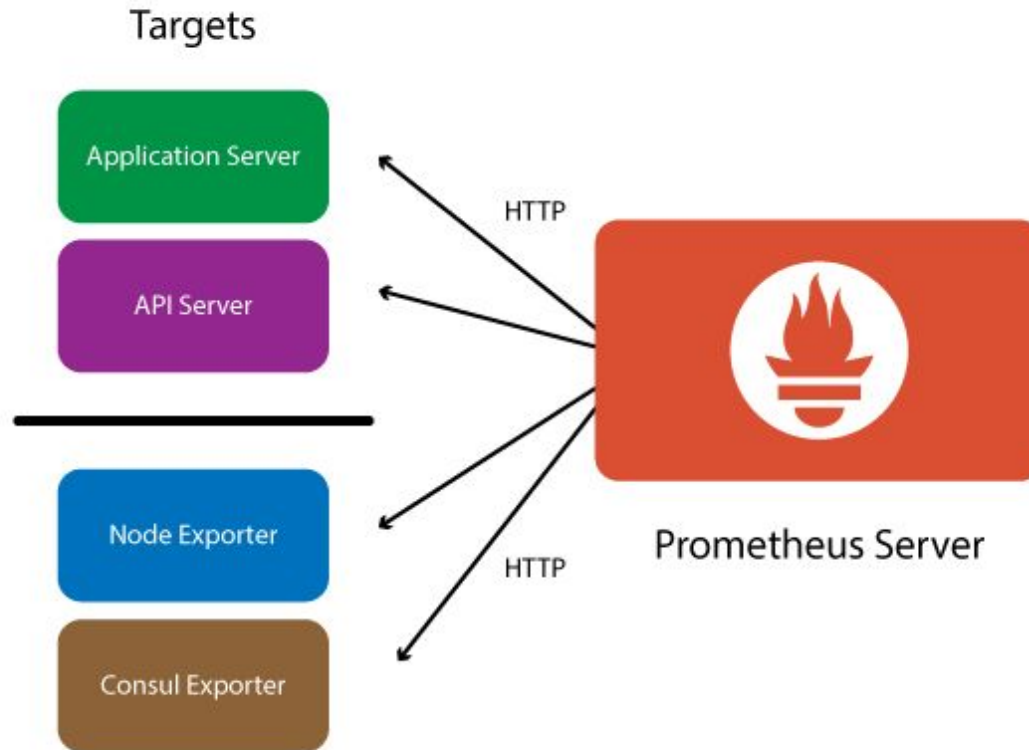 Targets
Application Server
API Server
HTTP
Node Exporter
Consul Exporter
HTTP
Prometheus Server